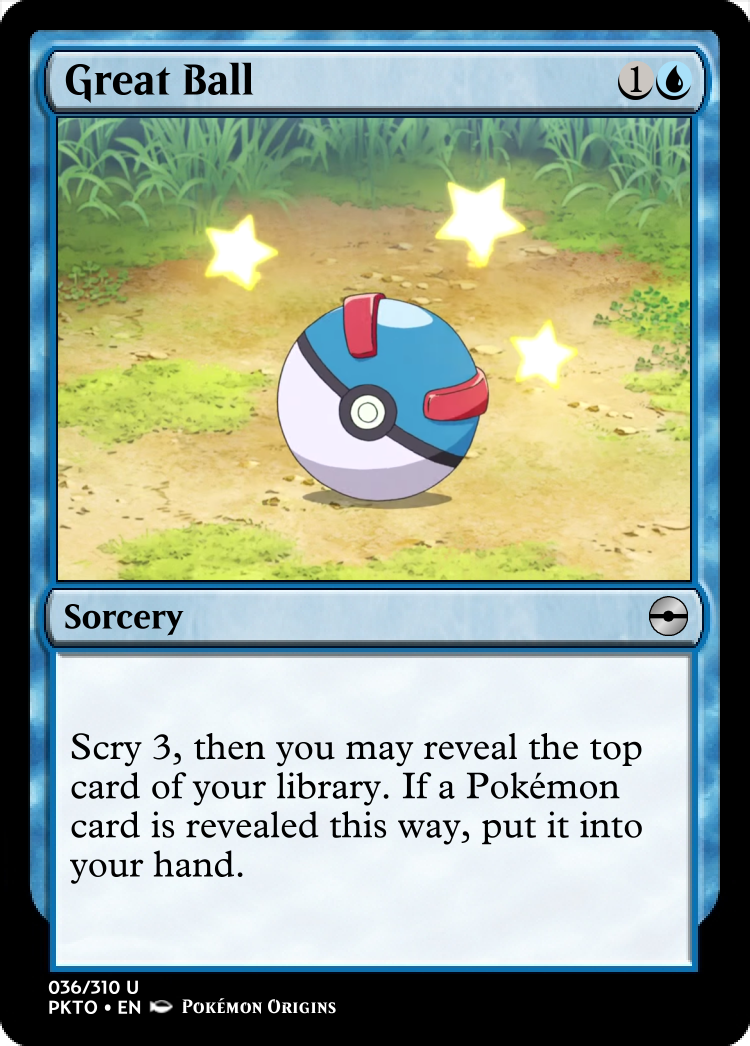 Great Ball
1
Sorcery
Scry 3, then you may reveal the top
card of your library. If a Pokémon
card is revealed this way, put it into
your hand.
036/310 U
PKTO • EN Pokémon Origins